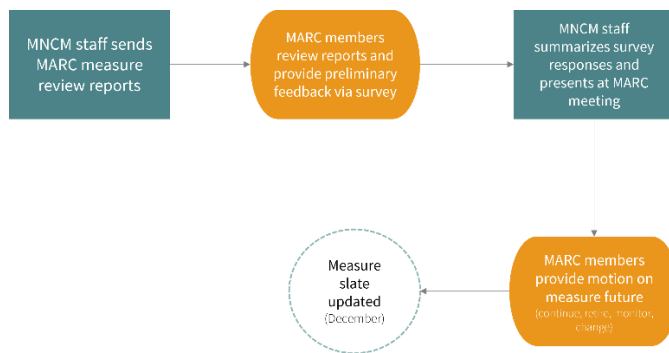 MNCM staff sends
MARC measure
review reports
MARC members
review reports and
provide preliminary
feedback via survey
MNCM staff
summarizes survey
responses and
presents at MARC
meeting
MARC members
provide motion on
measure future
(continue, retire, monitor,
change)
Measure
slate
updated
(December)